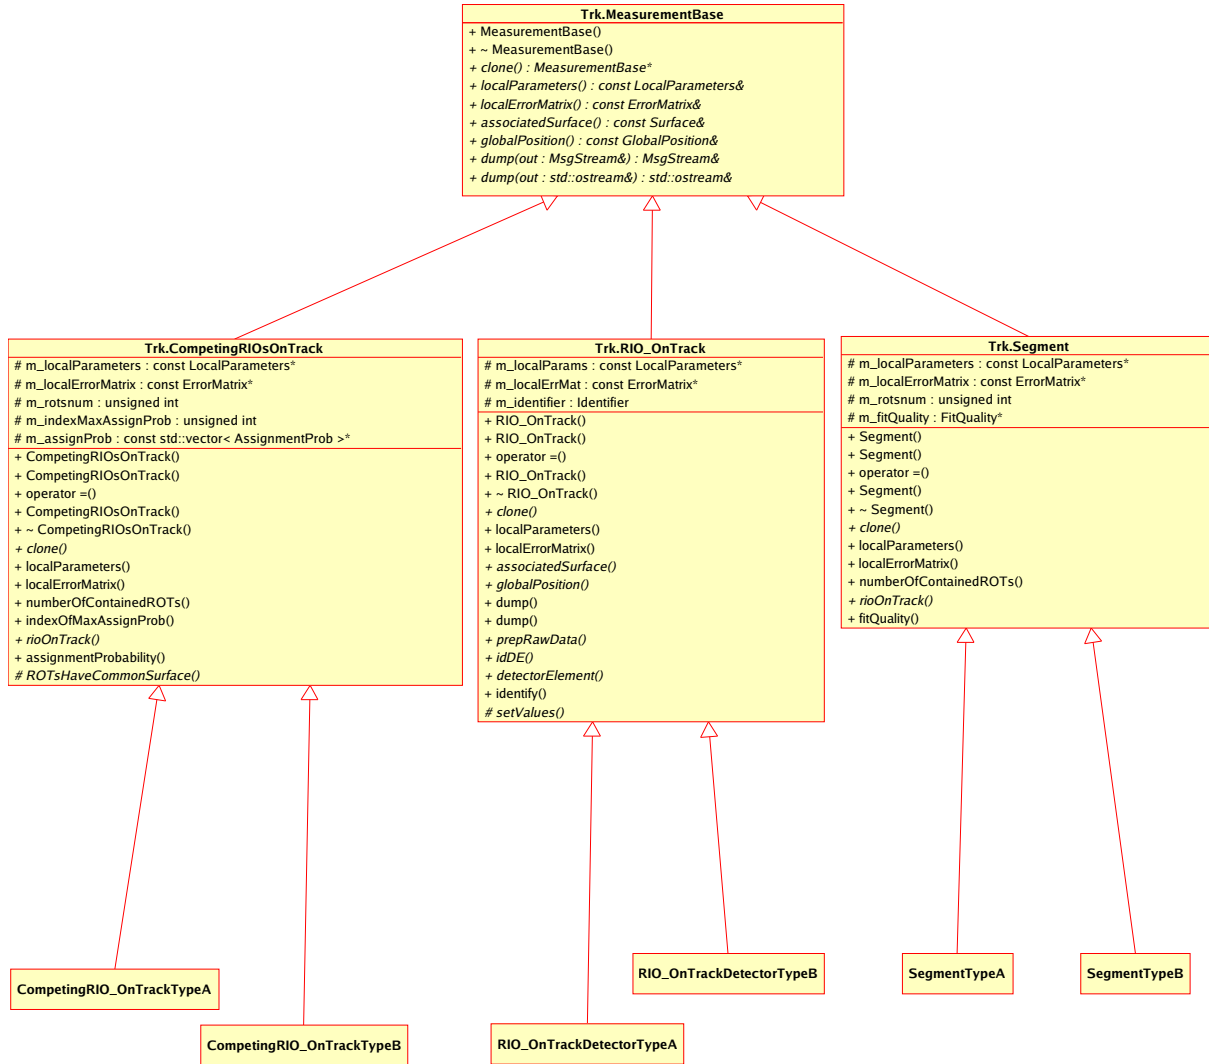 Trk.MeasurementBase
+ MeasurementBase()
+ ~ MeasurementBase()
+ clone() : MeasurementBase*
+ localParameters() : const LocalParameters&
+ localErrorMatrix() : const ErrorMatrix&
+ associatedSurface() : const Surface&
+ globalPosition() : const GlobalPosition&
+ dump(out : MsgStream&) : MsgStream&
+ dump(out : std::ostream&) : std::ostream&
Trk.CompetingRIOsOnTrack
# m_localParameters : const LocalParameters*
# m_localErrorMatrix : const ErrorMatrix*
# m_rotsnum : unsigned int
# m_indexMaxAssignProb : unsigned int
# m_assignProb : const std::vector< AssignmentProb >*
+ CompetingRIOsOnTrack()
+ CompetingRIOsOnTrack()
+ operator =()
+ CompetingRIOsOnTrack()
+ ~ CompetingRIOsOnTrack()
+ clone()
+ localParameters()
+ localErrorMatrix()
+ numberOfContainedROTs()
+ indexOfMaxAssignProb()
+ rioOnTrack()
+ assignmentProbability()
# ROTsHaveCommonSurface()
Trk.RIO_OnTrack
# m_localParams : const LocalParameters*
# m_localErrMat : const ErrorMatrix*
# m_identifier : Identifier
+ RIO_OnTrack()
+ RIO_OnTrack()
+ operator =()
+ RIO_OnTrack()
+ ~ RIO_OnTrack()
+ clone()
+ localParameters()
+ localErrorMatrix()
+ associatedSurface()
+ globalPosition()
+ dump()
+ dump()
+ prepRawData()
+ idDE()
+ detectorElement()
+ identify()
# setValues()
Trk.Segment
# m_localParameters : const LocalParameters*
# m_localErrorMatrix : const ErrorMatrix*
# m_rotsnum : unsigned int
# m_fitQuality : FitQuality*
+ Segment()
+ Segment()
+ operator =()
+ Segment()
+ ~ Segment()
+ clone()
+ localParameters()
+ localErrorMatrix()
+ numberOfContainedROTs()
+ rioOnTrack()
+ fitQuality()
CompetingRIO_OnTrackTypeA
CompetingRIO_OnTrackTypeB
RIO_OnTrackDetectorTypeA
RIO_OnTrackDetectorTypeB
SegmentTypeA
SegmentTypeB